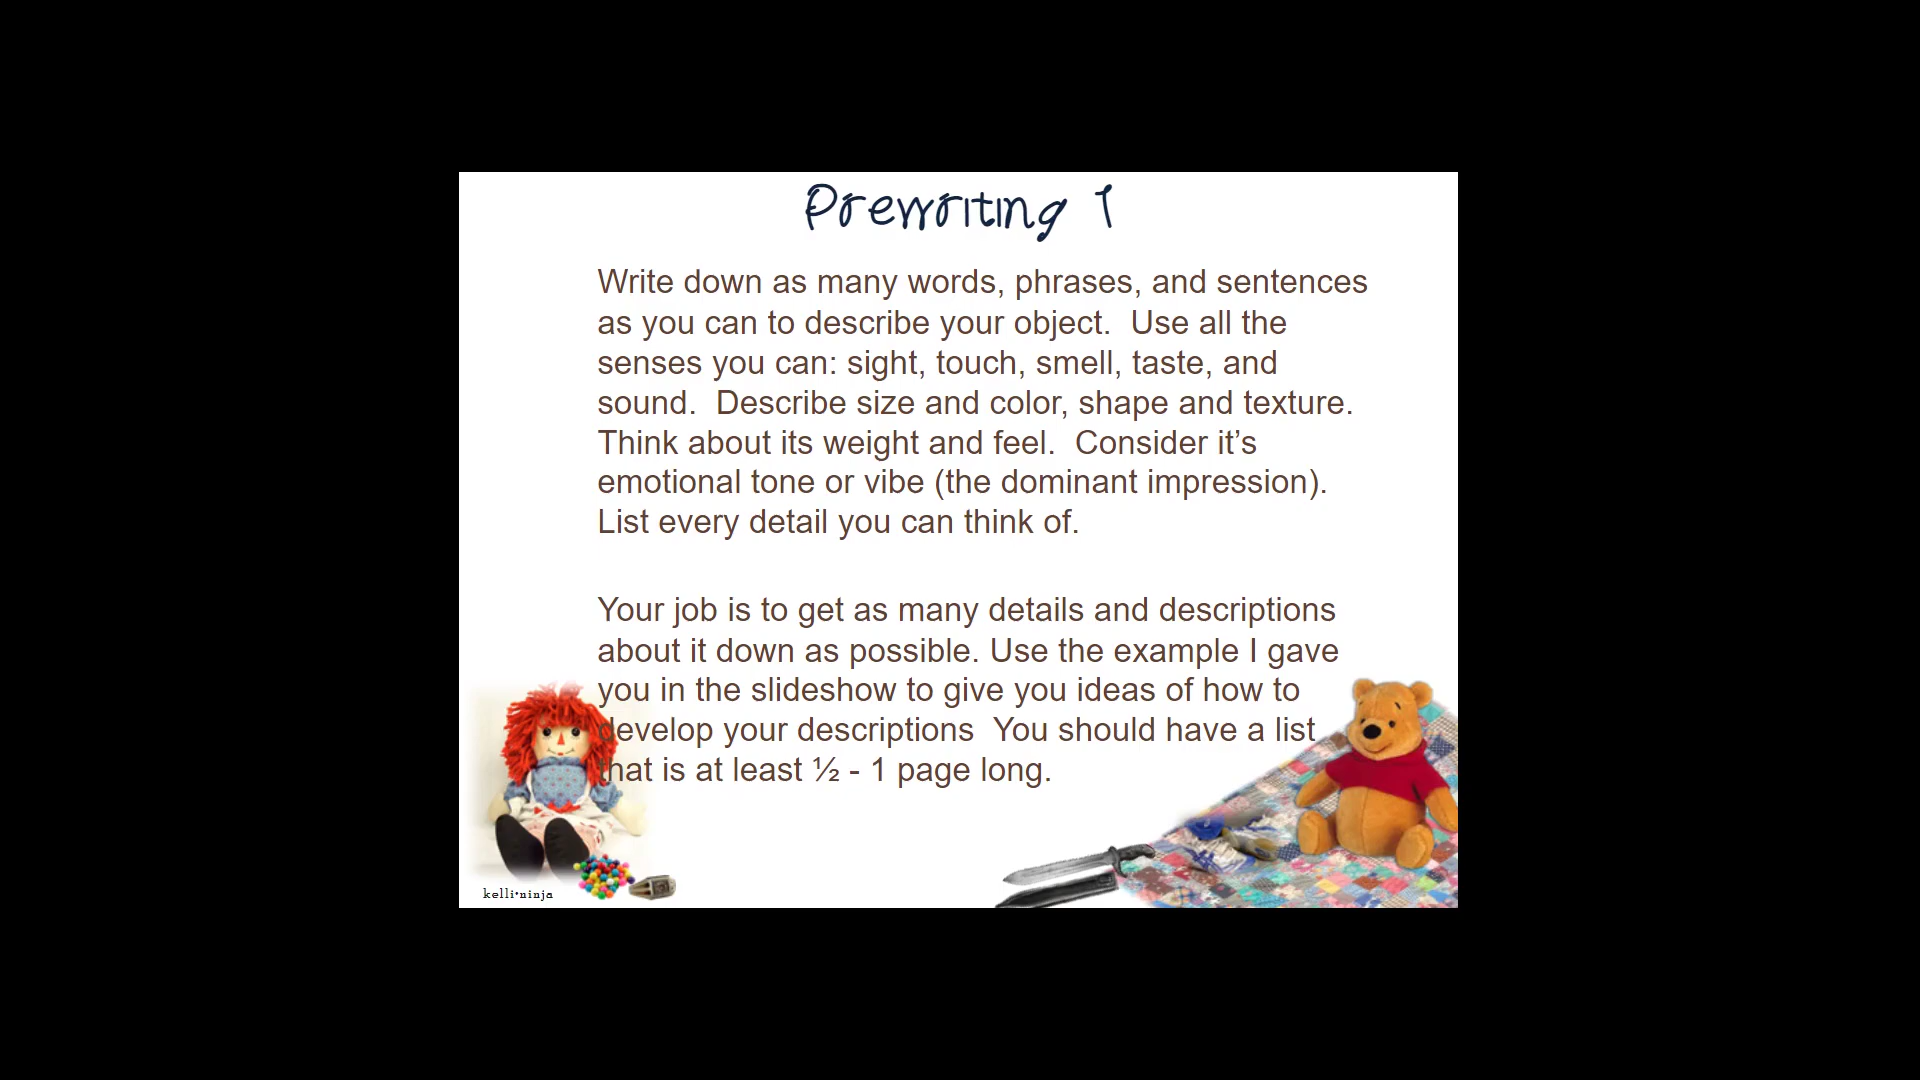 Prewriting 1
Write down as many words, phrases, and sentences
as you can to describe your object.  Use all the
senses you can: sight, touch, smell, taste, and
sound.  Describe size and color, shape and texture.
Think about its weight and feel.  Consider it’s
emotional tone or vibe (the dominant impression).
List every detail you can think of.
Your job is to get as many details and descriptions
about it down as possible. Use the example I gave
you in the slideshow to give you ideas of how to
develop your descriptions  You should have a list
that is at least ½ - 1 page long.
kelli•ninja